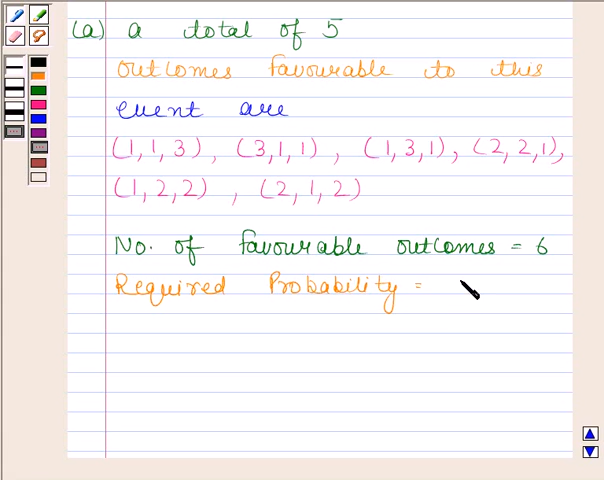 (a) a total of 5
outcomes favourable to this
event are
(1,1,3), (3,1,1), (1,3,1), (2,2,1),
(1,2,2), (2,1,2)
No. of favourable outcomes = 6
Required Probability =